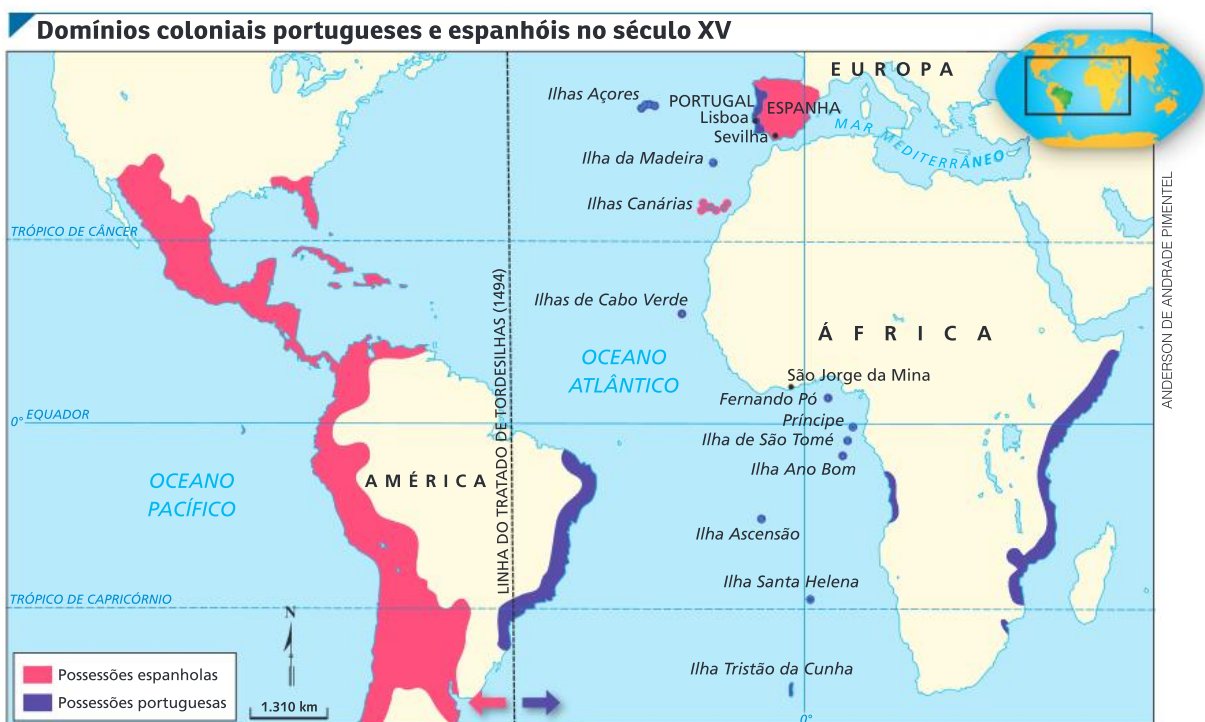 Domínios coloniais portugueses e espanhóis no século XV
EUROPA
Ilhas Açores
PORTUGAL
ESPANHA
Lisboa
Sevilha
MAR MEDITERRÂNEO
Ilha da Madeira
Ilhas Canárias
TRÓPICO DE CÂNCER
Ilhas de Cabo Verde
LINHA DO TRATADO DE TORDESILHAS (1494)
ÁFRICA
OCEANO
ATLÂNTICO
São Jorge da Mina
Fernando Pó
0° EQUADOR
Príncipe
Ilha de São Tomé
Ilha Ano Bom
AMÉRICA
OCEANO
PACÍFICO
Ilha Ascensão
Ilha Santa Helena
TRÓPICO DE CAPRICÓRNIO
N
Ilha Tristão da Cunha
Possessões espanholas
Possessões portuguesas
1.310 km
0°
ANDERSON DE ANDRADE PIMENTEL